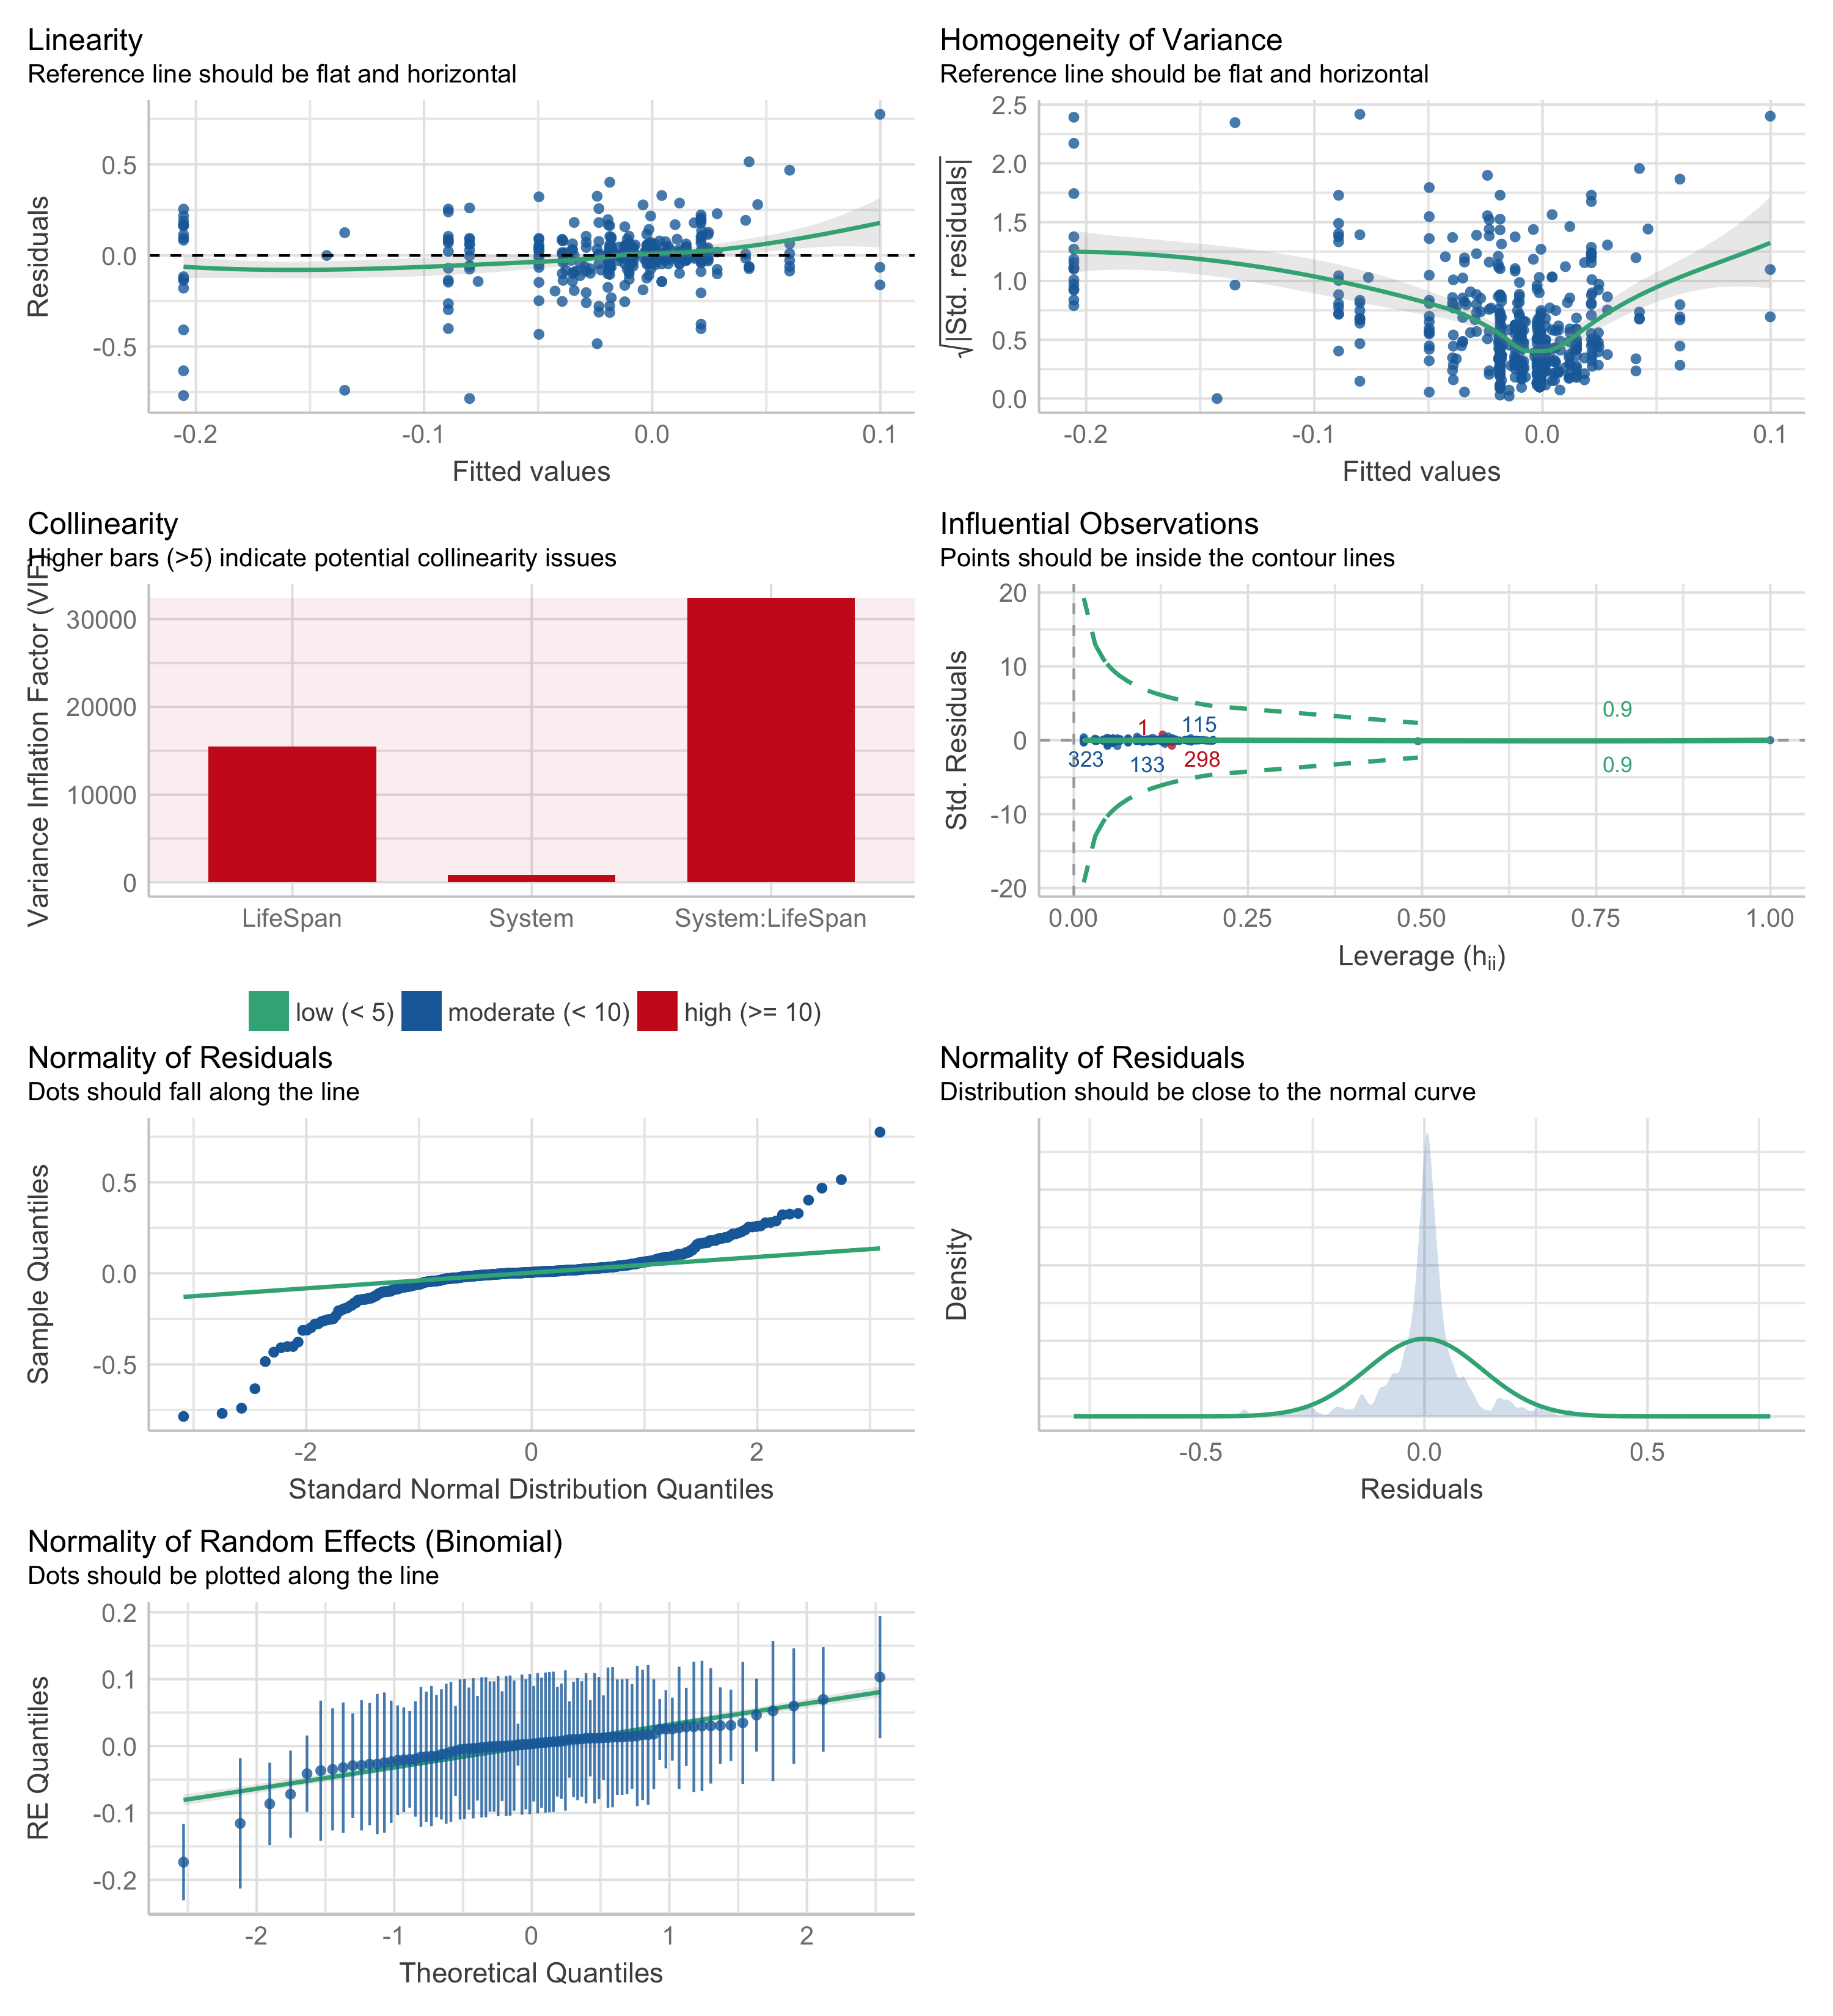 Linearity
Reference line should be flat and horizontal
Residuals
0.5
0.0
-0.5
-0.2
-0.1
0.0
0.1
Fitted values
Homogeneity of Variance
Reference line should be flat and horizontal
√|Std. residuals|
2.5
2.0
1.5
1.0
0.5
0.0
-0.2
-0.1
0.0
0.1
Fitted values
Collinearity
Higher bars (>5) indicate potential collinearity issues
Variance Inflation Factor (VIF)
30000
20000
10000
0
LifeSpan
System
System:LifeSpan
low (< 5)
moderate (< 10)
high (>= 10)
Influential Observations
Points should be inside the contour lines
Std. Residuals
20
10
0
-10
-20
1
115
0.9
323
133
298
0.9
0.00
0.25
0.50
0.75
1.00
Leverage (hii)
Normality of Residuals
Dots should fall along the line
Sample Quantiles
0.5
0.0
-0.5
-2
0
2
Standard Normal Distribution Quantiles
Normality of Residuals
Distribution should be close to the normal curve
Density
-0.5
0.0
0.5
Residuals
Normality of Random Effects (Binomial)
Dots should be plotted along the line
RE Quantiles
0.2
0.1
0.0
-0.1
-0.2
-2
-1
0
1
2
Theoretical Quantiles